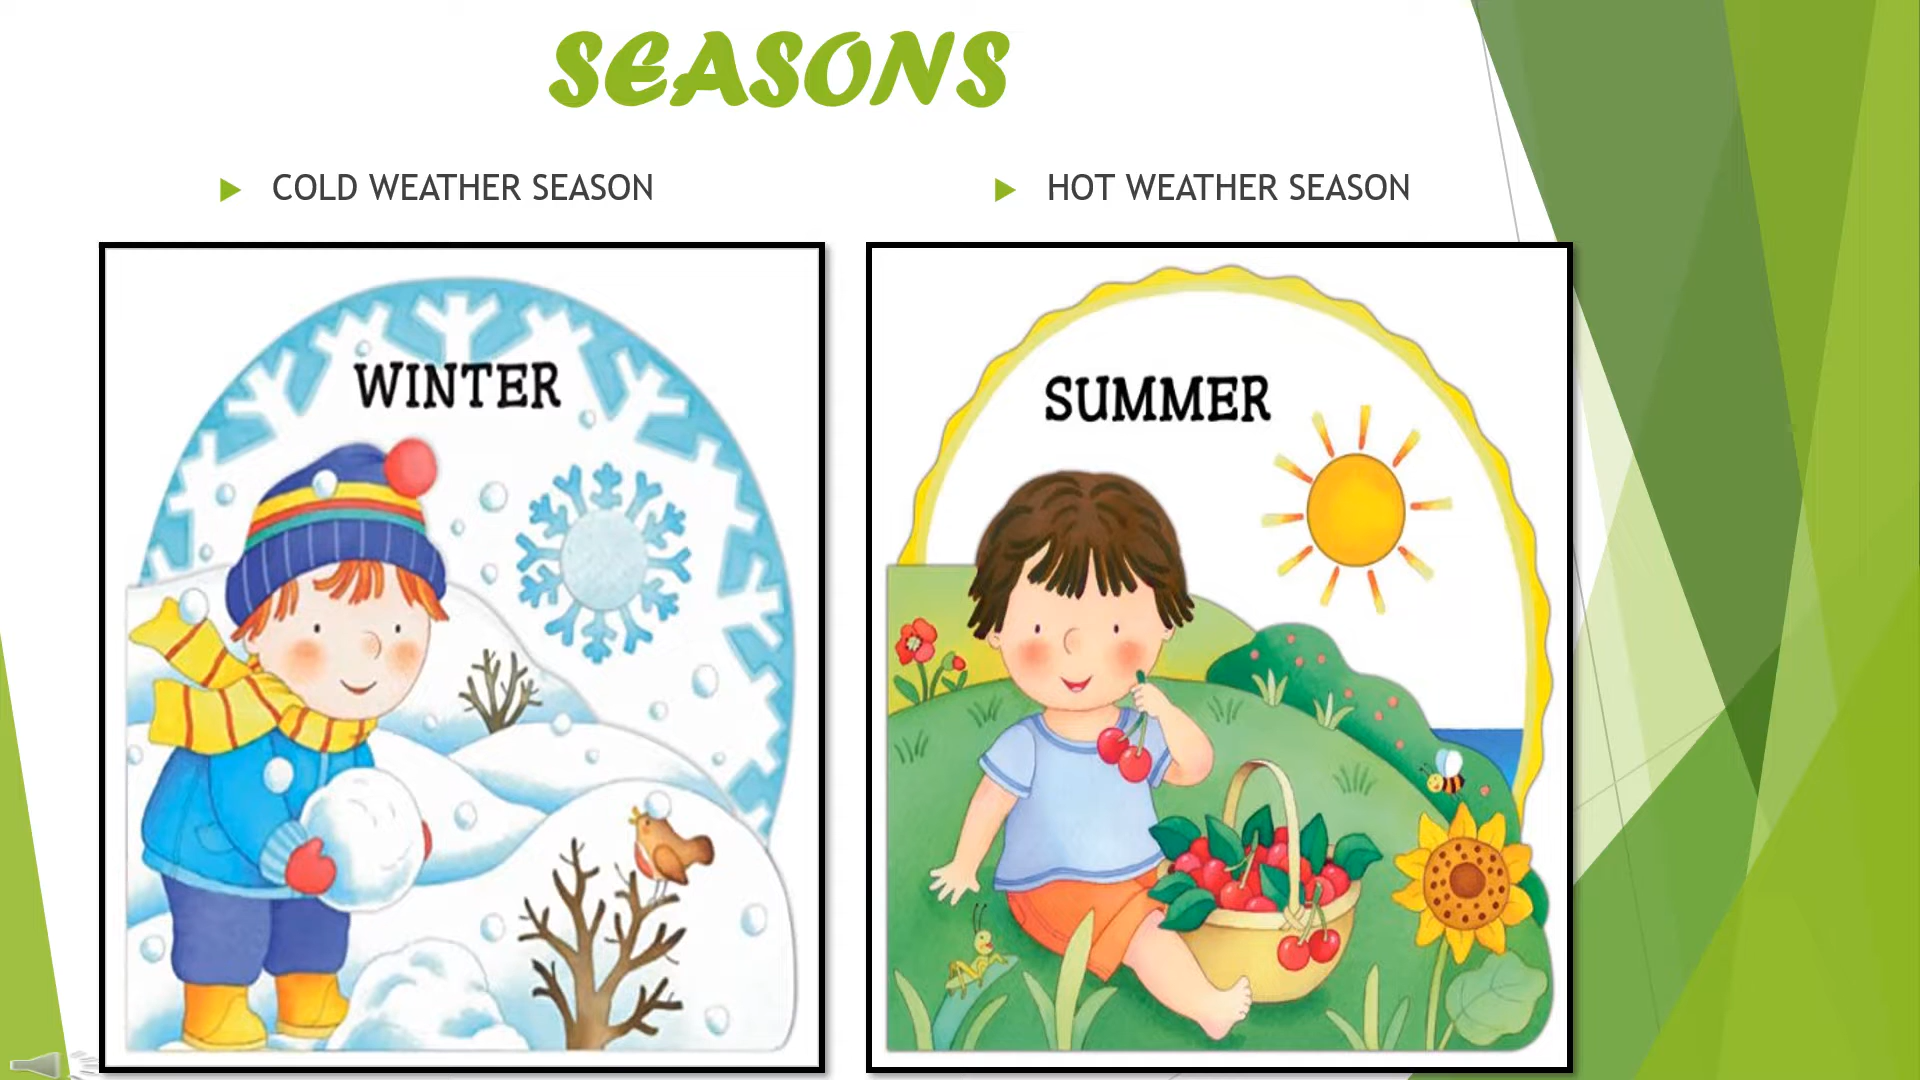 SEASONS
COLD WEATHER SEASON
HOT WEATHER SEASON
WINTER
SUMMER